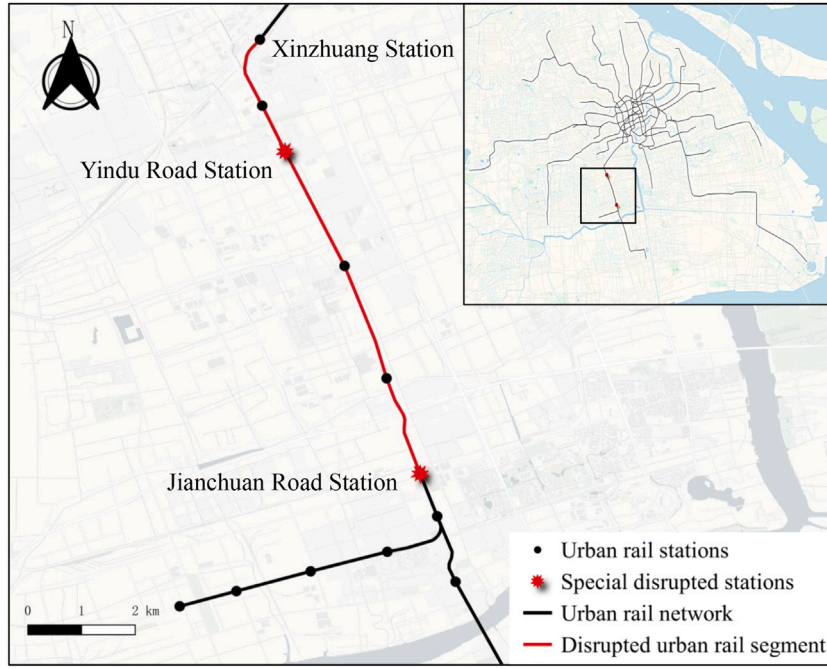 N
Xinzhuang Station
Yindu Road Station
Jianchuan Road Station
Urban rail stations
Special disrupted stations
Urban rail network
Disrupted urban rail segment
0 1 2 km